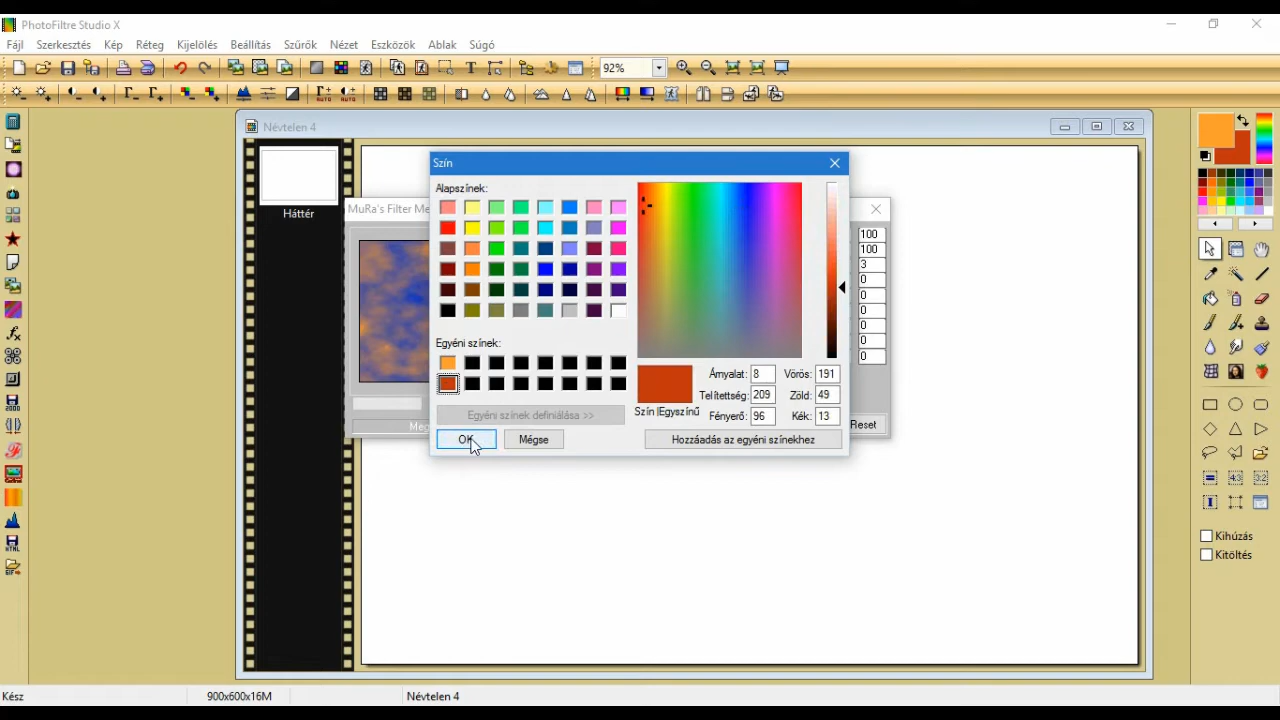 PhotoFiltre Studio X
Fájl Szerkesztés Kép Réteg Kijelölés Beállítás Szűrők Nézet Eszközök Ablak Súgó
92%
Névtelen 4
Háttér
MuRa's Filter Me
Szín
Alapszínek:
Egyéni színek:
Egyéni színek definiálása >>
OK
Mégse
Szín |Egyszínű
Árnyalat: 8
Telítettség: 209
Fényerő: 96
Vörös: 191
Zöld: 49
Kék: 13
Hozzáadás az egyéni színekhez
100
100
3
0
0
0
0
0
0
Reset
Kihúzás
Kitöltés
Kész
900x600x16M
Névtelen 4